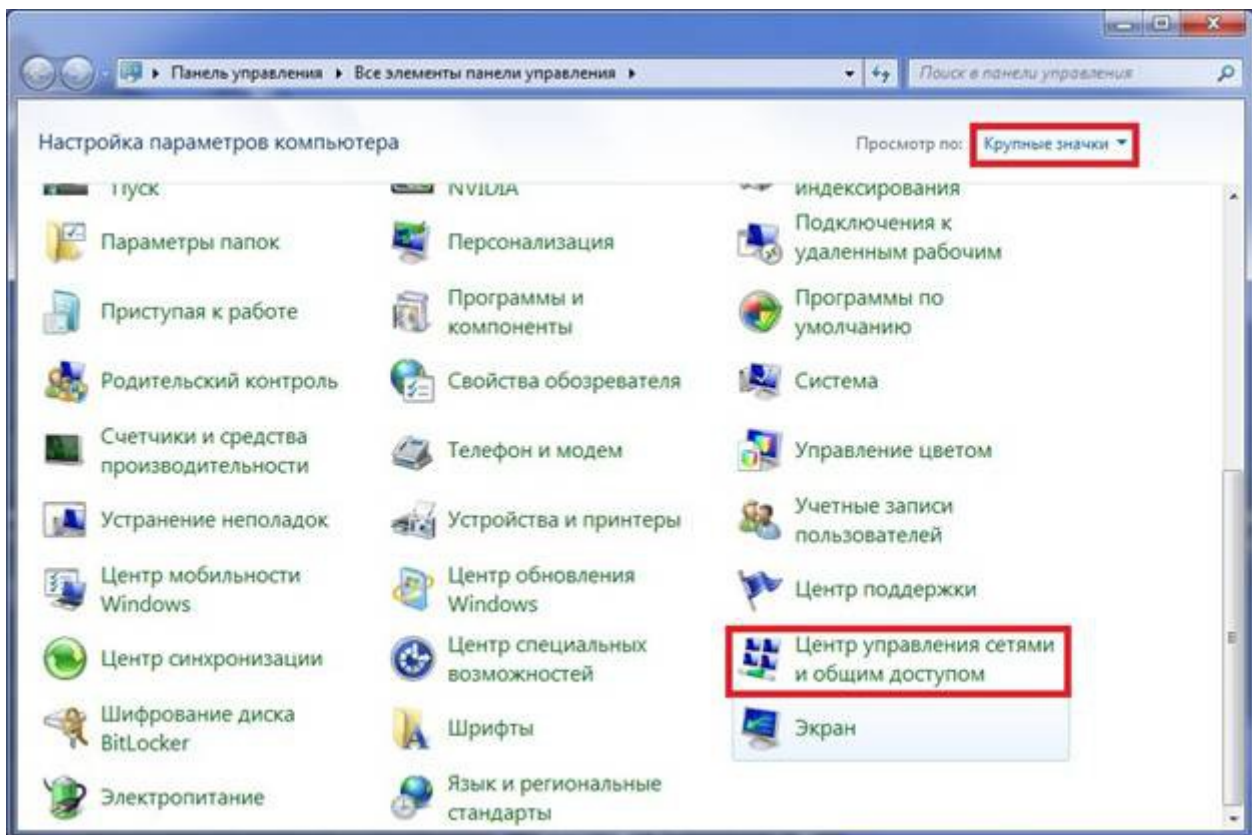 Панель управления
Все элементы панели управления
Поиск в панели управления
Настройка параметров компьютера
Просмотр по:
Крупные значки
Пуск
NVIDIA
индексирования
Параметры папок
Персонализация
Подключения к
удаленным рабочим
Приступая к работе
Программы и
компоненты
Программы по
умолчанию
Родительский контроль
Свойства обозревателя
Система
Счетчики и средства
производительности
Телефон и модем
Управление цветом
Устранение неполадок
Устройства и принтеры
Учетные записи
пользователей
Центр мобильности
Windows
Центр обновления
Windows
Центр поддержки
Центр синхронизации
Центр специальных
возможностей
Центр управления сетями
и общим доступом
Шифрование диска
BitLocker
Шрифты
Экран
Электропитание
Язык и региональные
стандарты